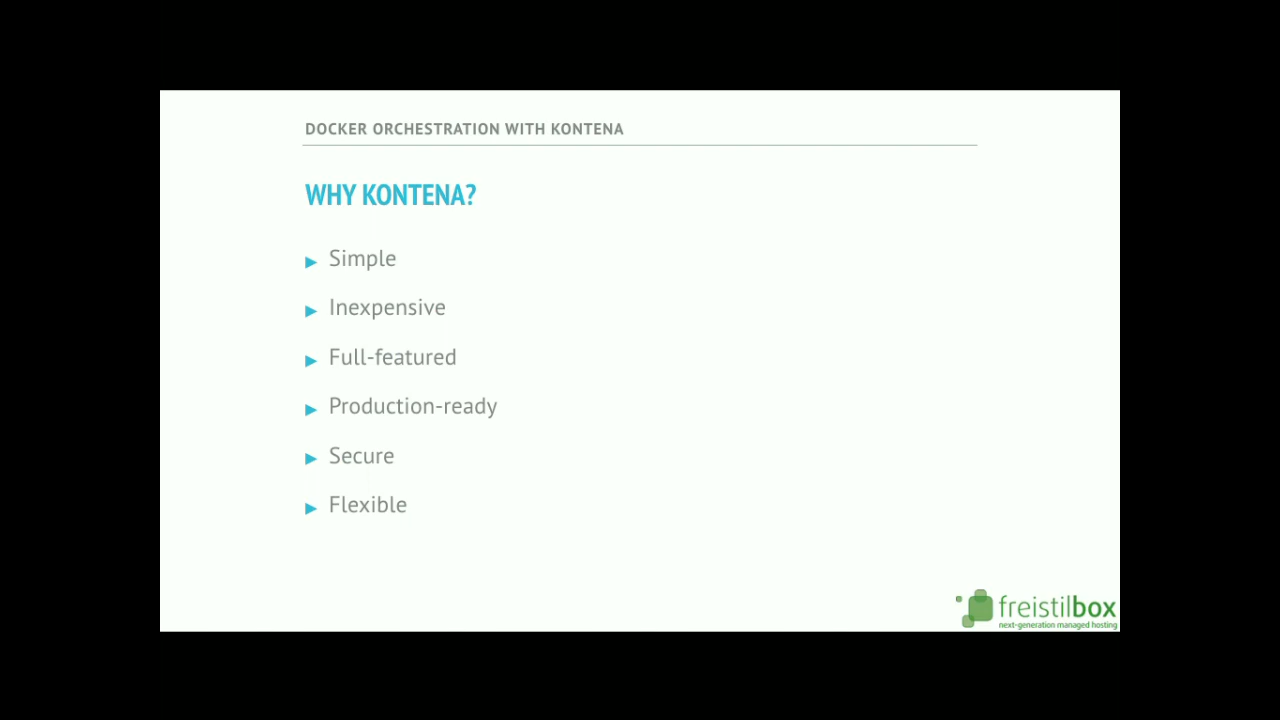 DOCKER ORCHESTRATION WITH KONTENA
WHY KONTENA?
Simple
Inexpensive
Full-featured
Production-ready
Secure
Flexible
freistilbox
next-generation managed hosting